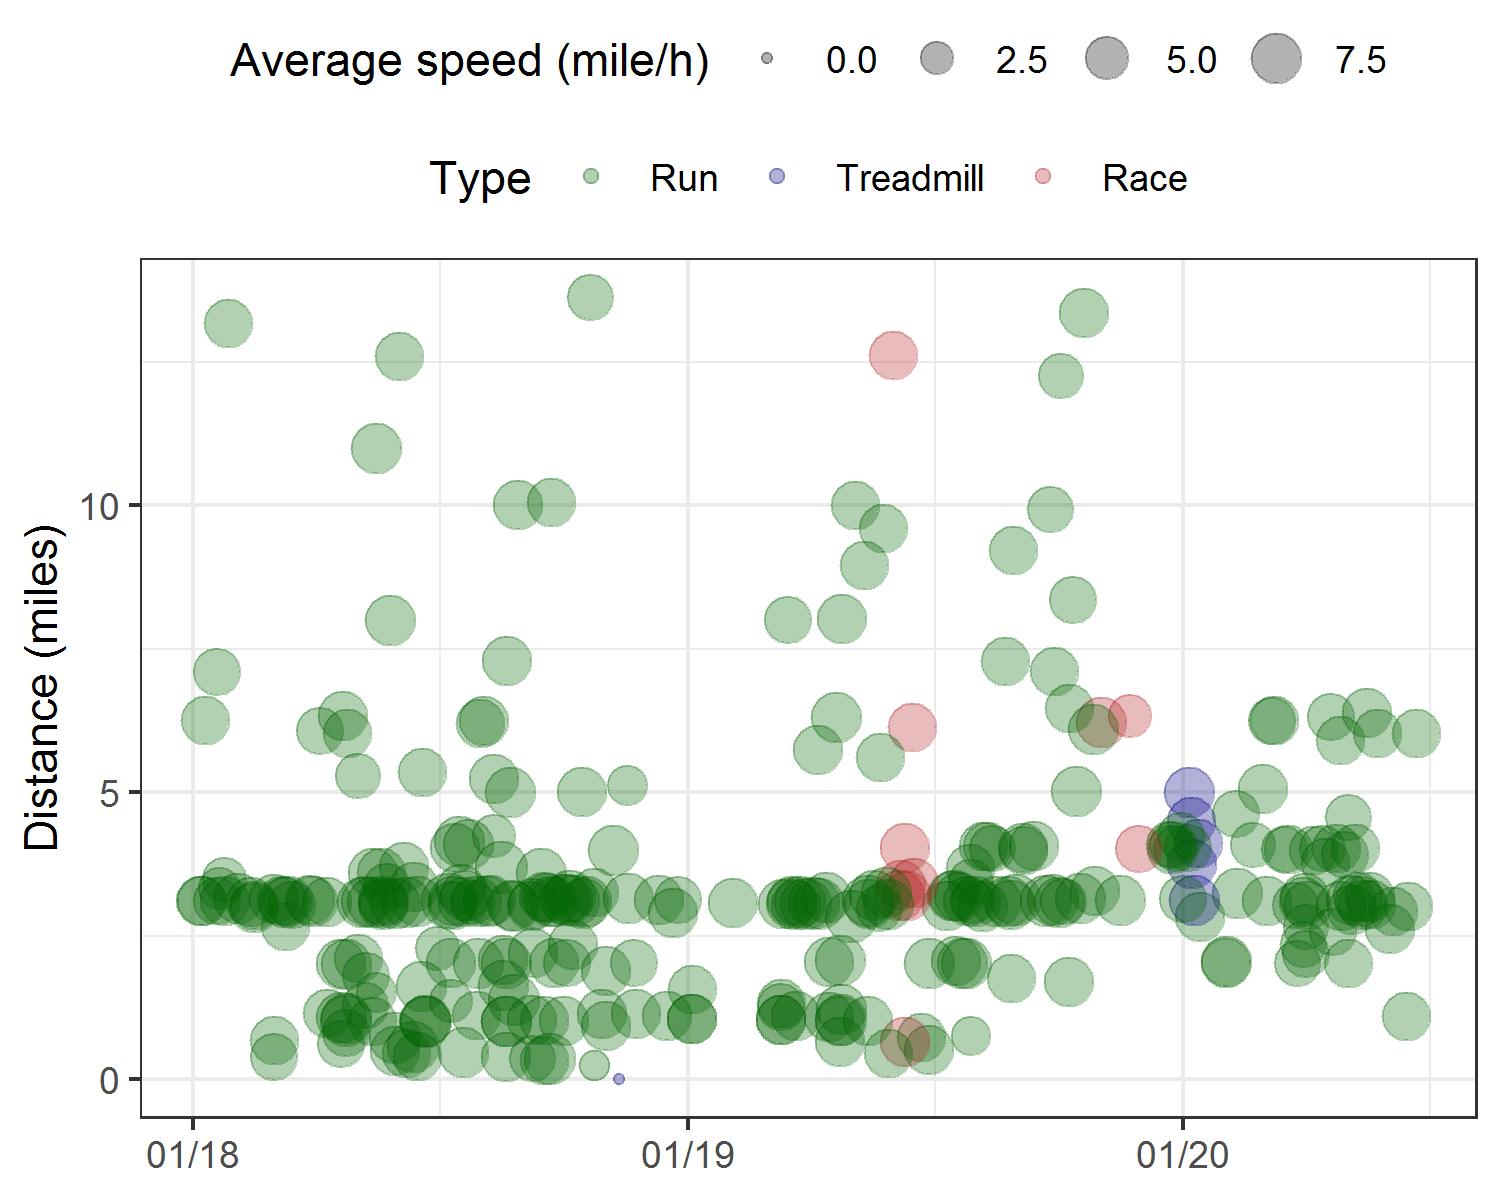 Average speed (mile/h) 0.0 2.5 5.0 7.5
Type Run Treadmill Race
Distance (miles)
10
5
0
01/18 01/19 01/20